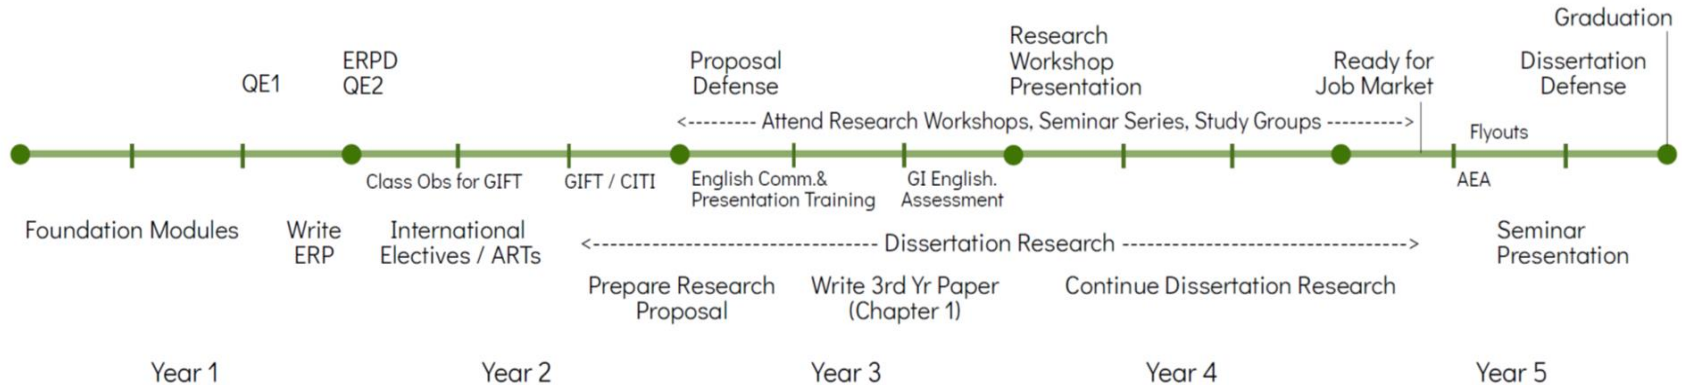 Graduation
QE1
ERPD
QE2
Proposal
Defense
Research
Workshop
Presentation
Ready for
Job Market
Dissertation
Defense
<-------- Attend Research Workshops, Seminar Series, Study Groups --------->
Flyouts
Class Obs for GIFT
GIFT / CITI
English Comm.&
Presentation Training
GI English.
Assessment
AEA
Foundation Modules
Write
ERP
International
Electives / ARTs
<------------------------------ Dissertation Research ------------------------------>
Seminar
Presentation
Prepare Research
Proposal
Write 3rd Yr Paper
(Chapter 1)
Continue Dissertation Research
Year 1
Year 2
Year 3
Year 4
Year 5